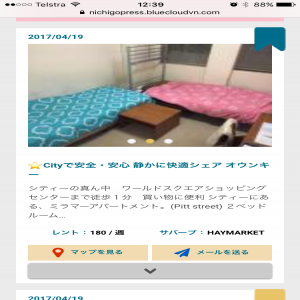 Telstra 12:39 88%
nichigopress.bluecloudvn.com
2017/04/19
Cityで安全・安心 静かに快適シェア オウンキ
ー
シティーの真ん中 ワールドスクエアショッピング
センターまで徒歩１分 買い物に便利 シティーにあ
る、ミラマーアパートメント。(Pitt street) ２ベッド
ルーム...
レント：180 / 週 サバーブ：HAYMARKET
マップを見る メールを送る
2017/04/19